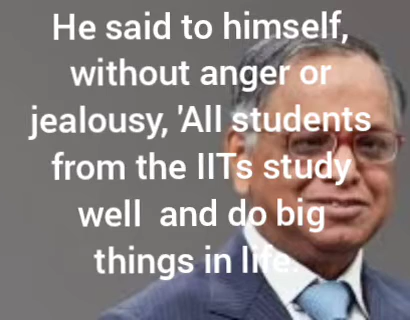 He said to himself,
without anger or
jealousy, 'All students
from the IITs study
well  and do big
things in life.